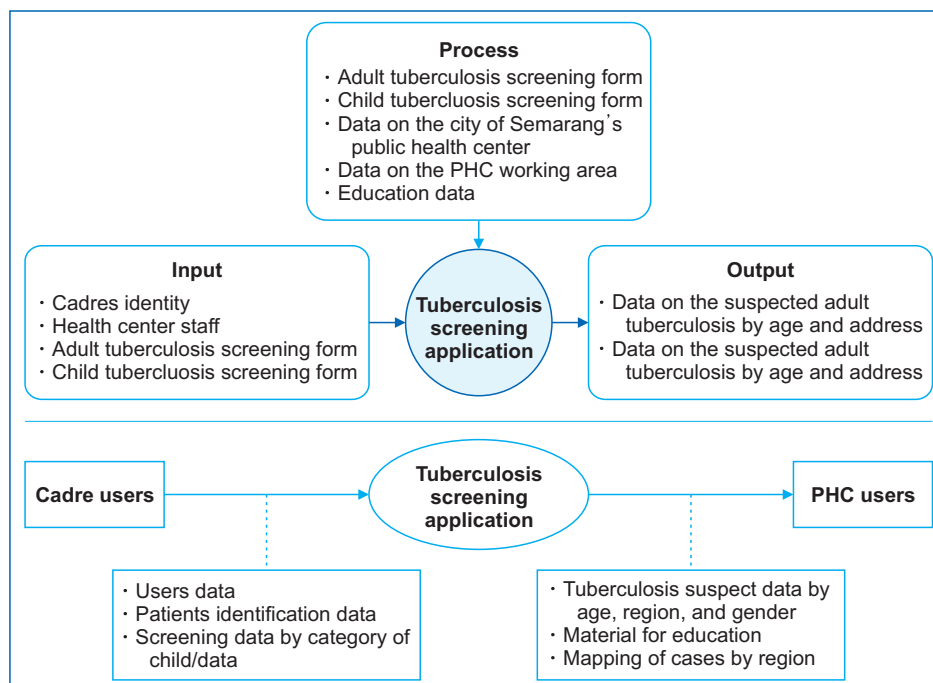 Process
· Adult tuberculosis screening form
· Child tubercluosis screening form
· Data on the city of Semarang's
public health center
· Data on the PHC working area
· Education data
Input
· Cadres identity
· Health center staff
· Adult tuberculosis screening form
· Child tubercluosis screening form
Tuberculosis
screening
application
Output
· Data on the suspected adult
tuberculosis by age and address
· Data on the suspected adult
tuberculosis by age and address
Cadre users
Tuberculosis
screening
application
PHC users
· Users data
· Patients identification data
· Screening data by category of
child/data
· Tuberculosis suspect data by
age, region, and gender
· Material for education
· Mapping of cases by region